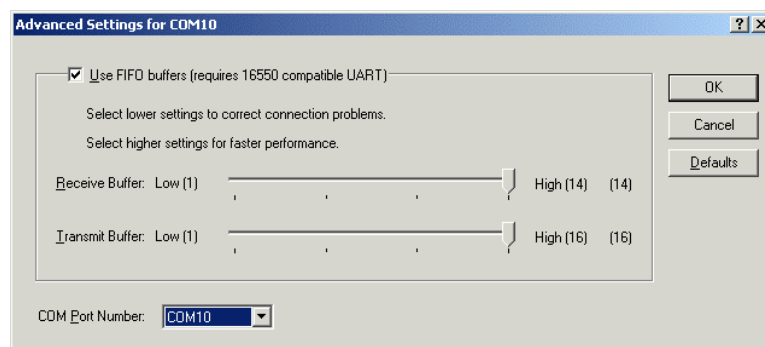 Advanced Settings for COM10
Use FIFO buffers (requires 16550 compatible UART)
OK
Select lower settings to correct connection problems.
Cancel
Select higher settings for faster performance.
Defaults
Receive Buffer: Low (1) High (14) (14)
Transmit Buffer: Low (1) High (16) (16)
COM Port Number: COM10